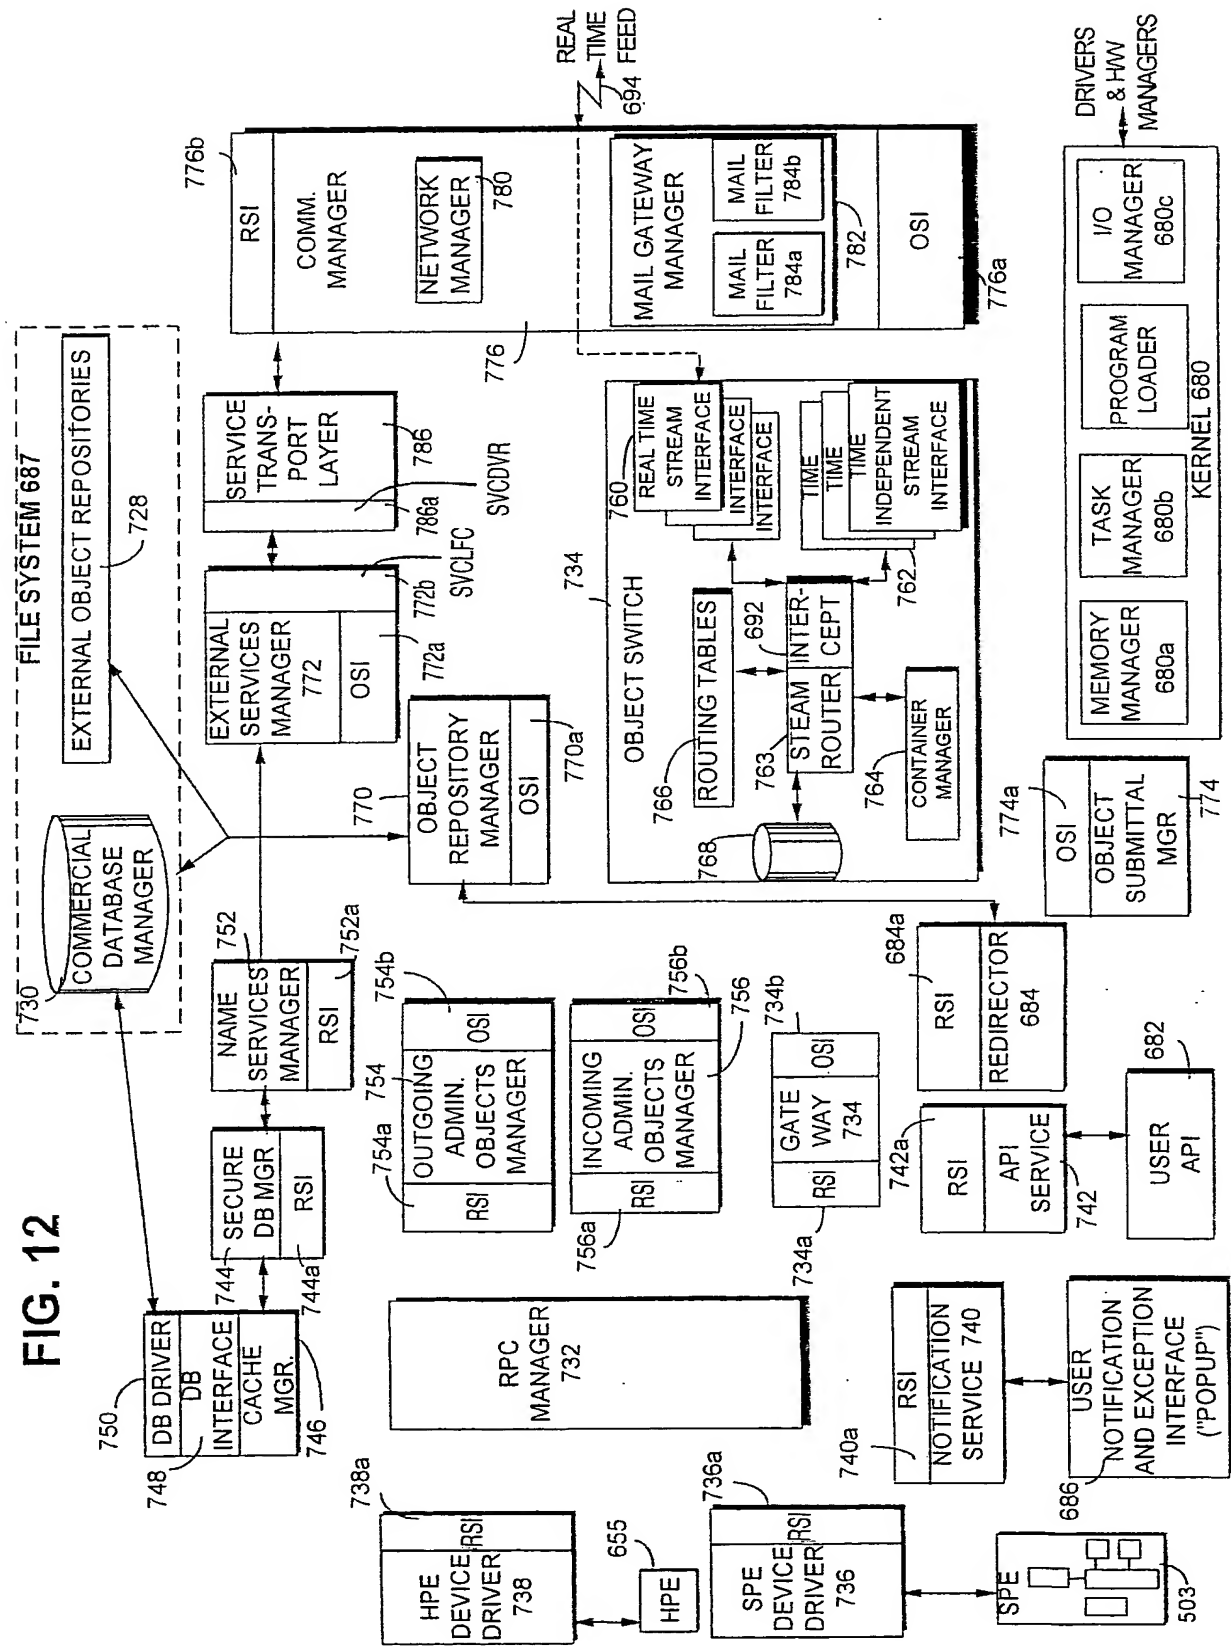 FIG. 12
FILE SYSTEM 687
EXTERNAL OBJECT REPOSITORIES
728
730
COMMERCIAL
DATABASE
MANAGER
750
DB DRIVER
DB
INTERFACE
CACHE
MGR.
748
746
744
SECURE
DB MGR
RSI
744a
NAME
SERVICES
MANAGER
752
RSI
752a
EXTERNAL
SERVICES
MANAGER
772
OSI
772a
772b
SVCLFC
SERVICE
TRANS-
PORT
LAYER
786
786a
SVCDVR
776b
RSI
COMM.
MANAGER
NETWORK
MANAGER
780
776
REAL
TIME
FEED
694
MAIL GATEWAY
MANAGER
MAIL
FILTER
784a
MAIL
FILTER
784b
782
OSI
776a
738a
HPE
DEVICE
DRIVER
738
RSI
655
HPE
736a
SPE
DEVICE
DRIVER
736
RSI
SPE
503
RPC
MANAGER
732
754a
754
754b
RSI
OUTGOING
ADMIN.
OBJECTS
MANAGER
OSI
756a
RSI
INCOMING
ADMIN.
OBJECTS
MANAGER
OSI
756b
756
734b
RSI
GATE
WAY
734
OSI
734a
770
OBJECT
REPOSITORY
MANAGER
OSI
770a
734
OBJECT SWITCH
760
REAL TIME
STREAM
INTERFACE
INTERFACE
INTERFACE
766
ROUTING TABLES
692
763
STEAM
ROUTER
INTER-
CEPT
762
TIME
TIME
TIME
INDEPENDENT
STREAM
INTERFACE
768
764
CONTAINER
MANAGER
740a
RSI
NOTIFICATION
SERVICE 740
686
USER
NOTIFICATION
AND EXCEPTION
INTERFACE
("POPUP")
742a
RSI
API
SERVICE
742
USER
API
682
684a
RSI
REDIRECTOR
684
774a
OSI
OBJECT
SUBMITTAL
MGR
774
MEMORY
MANAGER
680a
TASK
MANAGER
680b
PROGRAM
LOADER
I/O
MANAGER
680c
KERNEL 680
DRIVERS
& H/W
MANAGERS